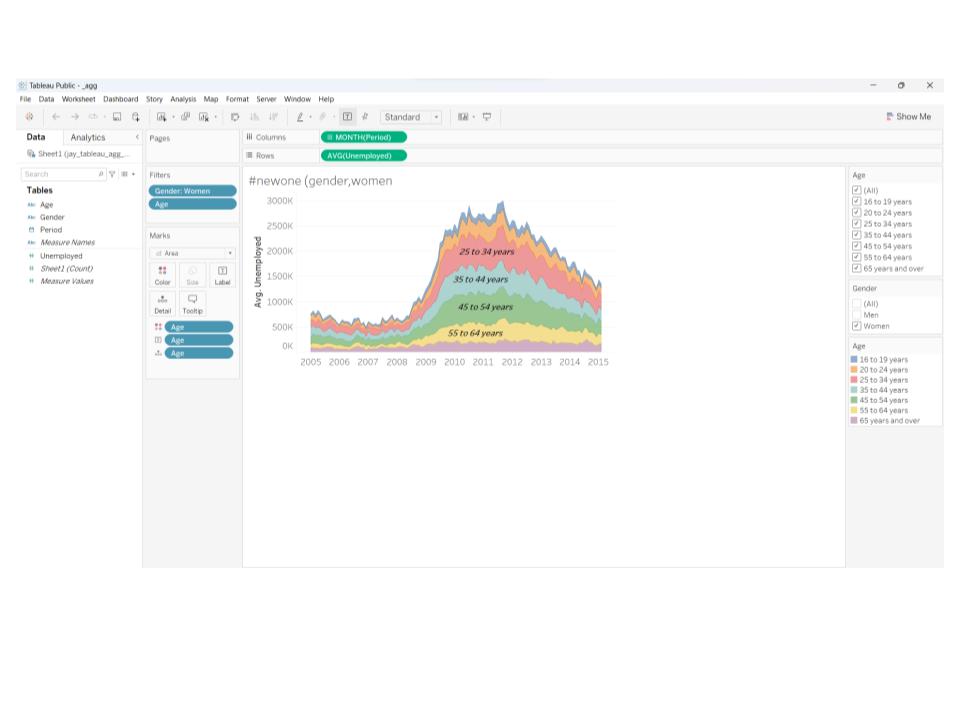 Tableau Public - _agg
File Data Worksheet Dashboard Story Analysis Map Format Server Window Help
Standard
Show Me
Data Analytics
Sheet1 (jay_tableau_agg_...
Search
Tables
Abc Age
Abc Gender
Period
Abc Measure Names
# Unemployed
# Sheet1 (Count)
# Measure Values
Pages
Filters
Gender: Women
Age
Marks
Area
Color Size Label
Detail Tooltip
Age
Age
Age
Columns MONTH(Period)
Rows AVG(Unemployed)
#newone (gender,women
Avg. Unemployed
3000K
2500K
2000K
1500K
1000K
500K
0K
25 to 34 years
35 to 44 years
45 to 54 years
55 to 64 years
2005 2006 2007 2008 2009 2010 2011 2012 2013 2014 2015
Age
(All)
16 to 19 years
20 to 24 years
25 to 34 years
35 to 44 years
45 to 54 years
55 to 64 years
65 years and over
Gender
(All)
Men
Women
Age
16 to 19 years
20 to 24 years
25 to 34 years
35 to 44 years
45 to 54 years
55 to 64 years
65 years and over